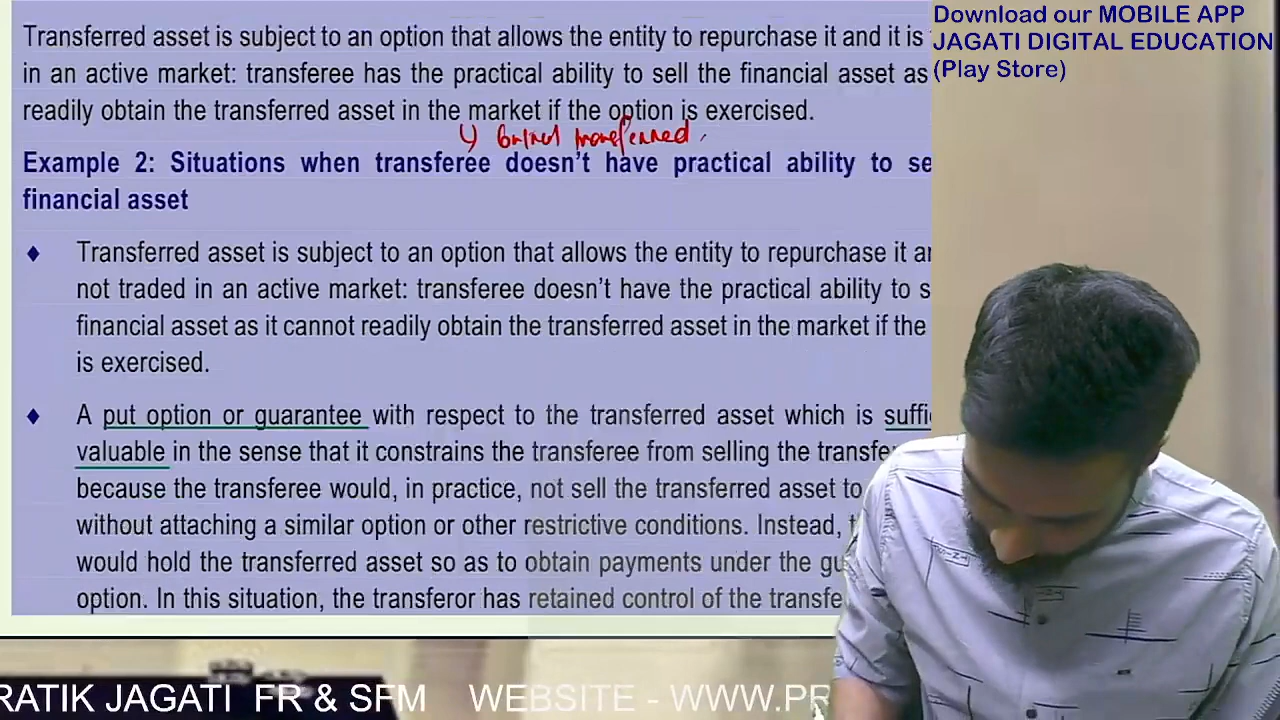 Transferred asset is subject to an option that allows the entity to repurchase it and it is
in an active market: transferee has the practical ability to sell the financial asset as
readily obtain the transferred asset in the market if the option is exercised.
transferred
Example 2: Situations when transferee doesn't have practical ability to se
financial asset
♦ Transferred asset is subject to an option that allows the entity to repurchase it ar
not traded in an active market: transferee doesn't have the practical ability to s
financial asset as it cannot readily obtain the transferred asset in the market if the
is exercised.
♦ A put option or guarantee with respect to the transferred asset which is suffi
valuable in the sense that it constrains the transferee from selling the transfe
because the transferee would, in practice, not sell the transferred asset to
without attaching a similar option or other restrictive conditions. Instead, t
would hold the transferred asset so as to obtain payments under the gu
option. In this situation, the transferor has retained control of the transfe
Download our MOBILE APP
JAGATI DIGITAL EDUCATION
(Play Store)
RATIK JAGATI FR & SFM WEBSITE - WWW.PR